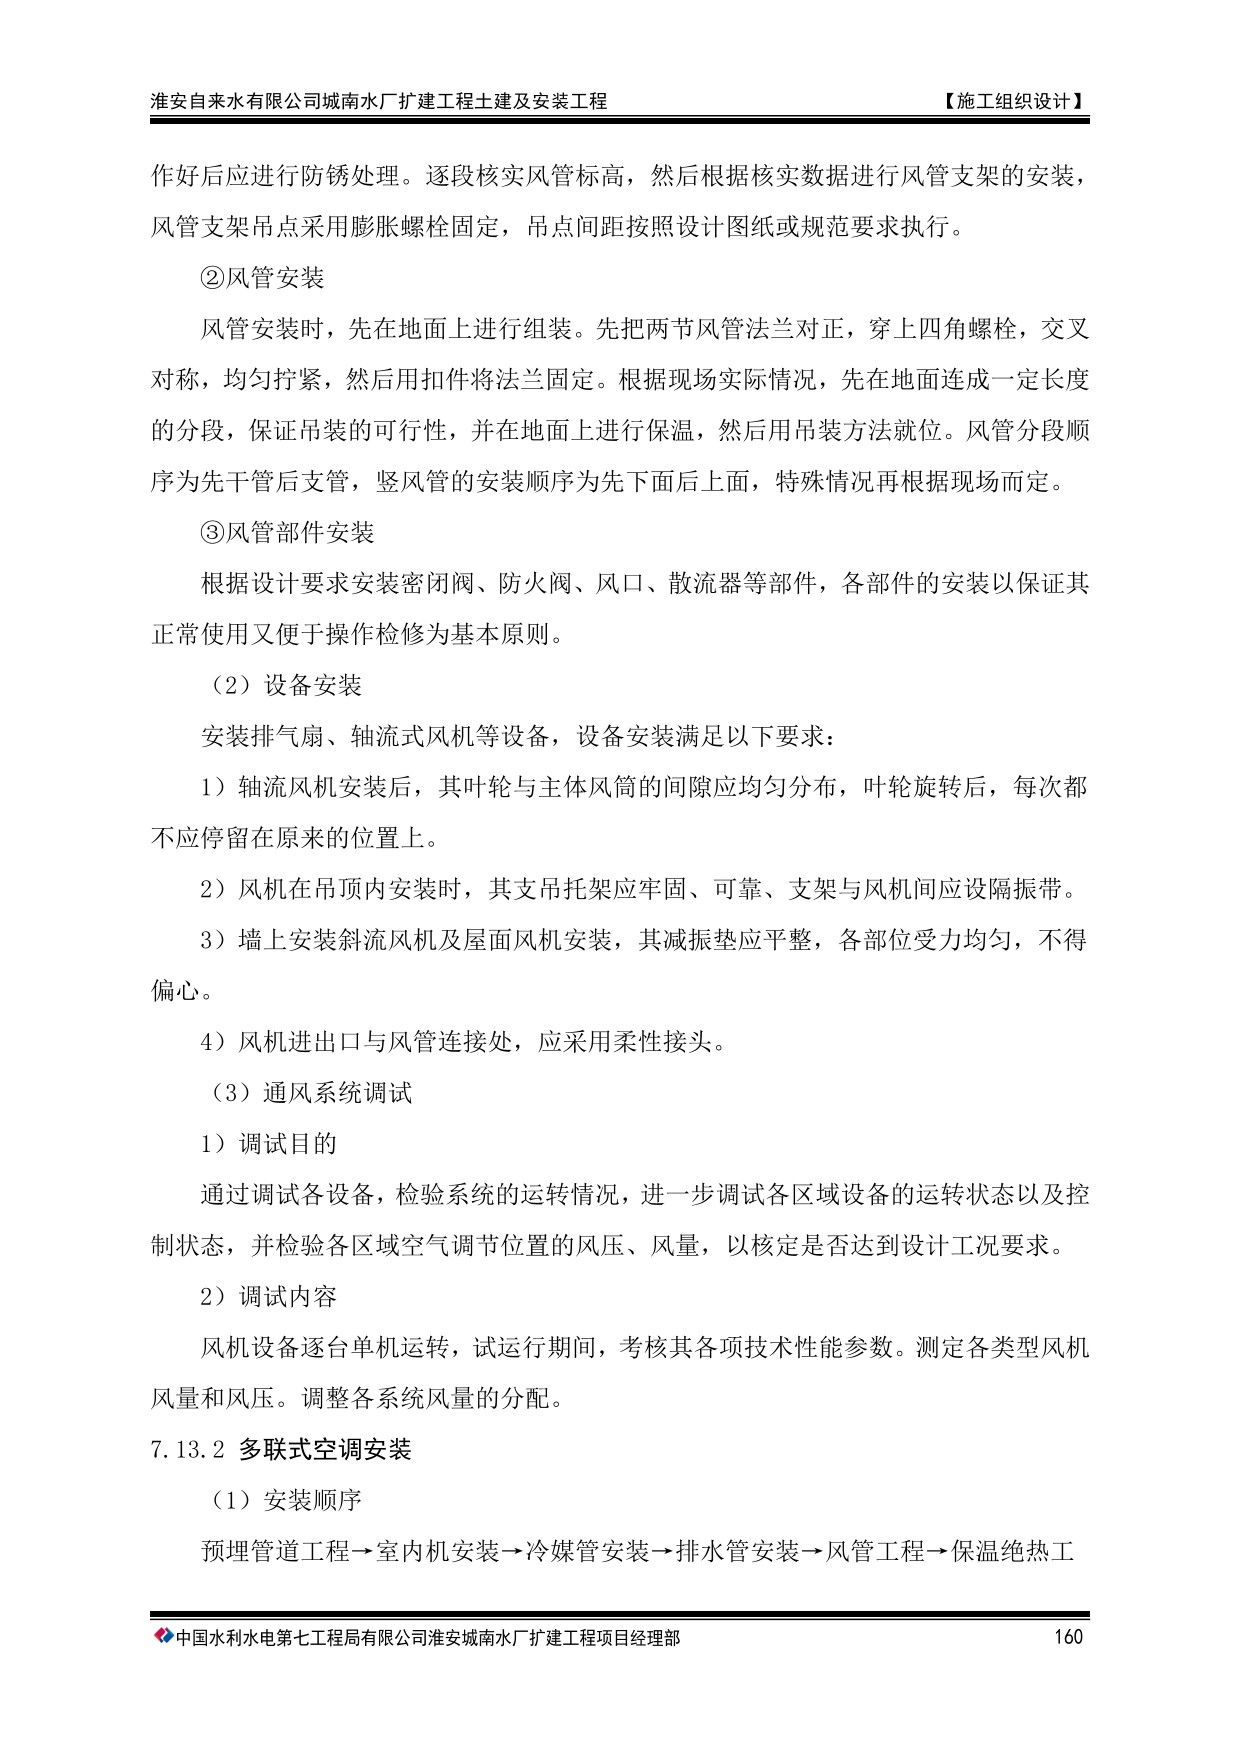 淮安自来水有限公司城南水厂扩建工程土建及安装工程 【施工组织设计】
作好后应进行防锈处理。逐段核实风管标高，然后根据核实数据进行风管支架的安装，
风管支架吊点采用膨胀螺栓固定，吊点间距按照设计图纸或规范要求执行。
②风管安装
风管安装时，先在地面上进行组装。先把两节风管法兰对正，穿上四角螺栓，交叉
对称，均匀拧紧，然后用扣件将法兰固定。根据现场实际情况，先在地面连成一定长度
的分段，保证吊装的可行性，并在地面上进行保温，然后用吊装方法就位。风管分段顺
序为先干管后支管，竖风管的安装顺序为先下面后上面，特殊情况再根据现场而定。
③风管部件安装
根据设计要求安装密闭阀、防火阀、风口、散流器等部件，各部件的安装以保证其
正常使用又便于操作检修为基本原则。
（2）设备安装
安装排气扇、轴流式风机等设备，设备安装满足以下要求：
1）轴流风机安装后，其叶轮与主体风筒的间隙应均匀分布，叶轮旋转后，每次都
不应停留在原来的位置上。
2）风机在吊顶内安装时，其支吊托架应牢固、可靠、支架与风机间应设隔振带。
3）墙上安装斜流风机及屋面风机安装，其减振垫应平整，各部位受力均匀，不得
偏心。
4）风机进出口与风管连接处，应采用柔性接头。
（3）通风系统调试
1）调试目的
通过调试各设备，检验系统的运转情况，进一步调试各区域设备的运转状态以及控
制状态，并检验各区域空气调节位置的风压、风量，以核定是否达到设计工况要求。
2）调试内容
风机设备逐台单机运转，试运行期间，考核其各项技术性能参数。测定各类型风机
风量和风压。调整各系统风量的分配。
7.13.2 多联式空调安装
（1）安装顺序
预埋管道工程→室内机安装→冷媒管安装→排水管安装→风管工程→保温绝热工
中国水利水电第七工程局有限公司淮安城南水厂扩建工程项目经理部 160